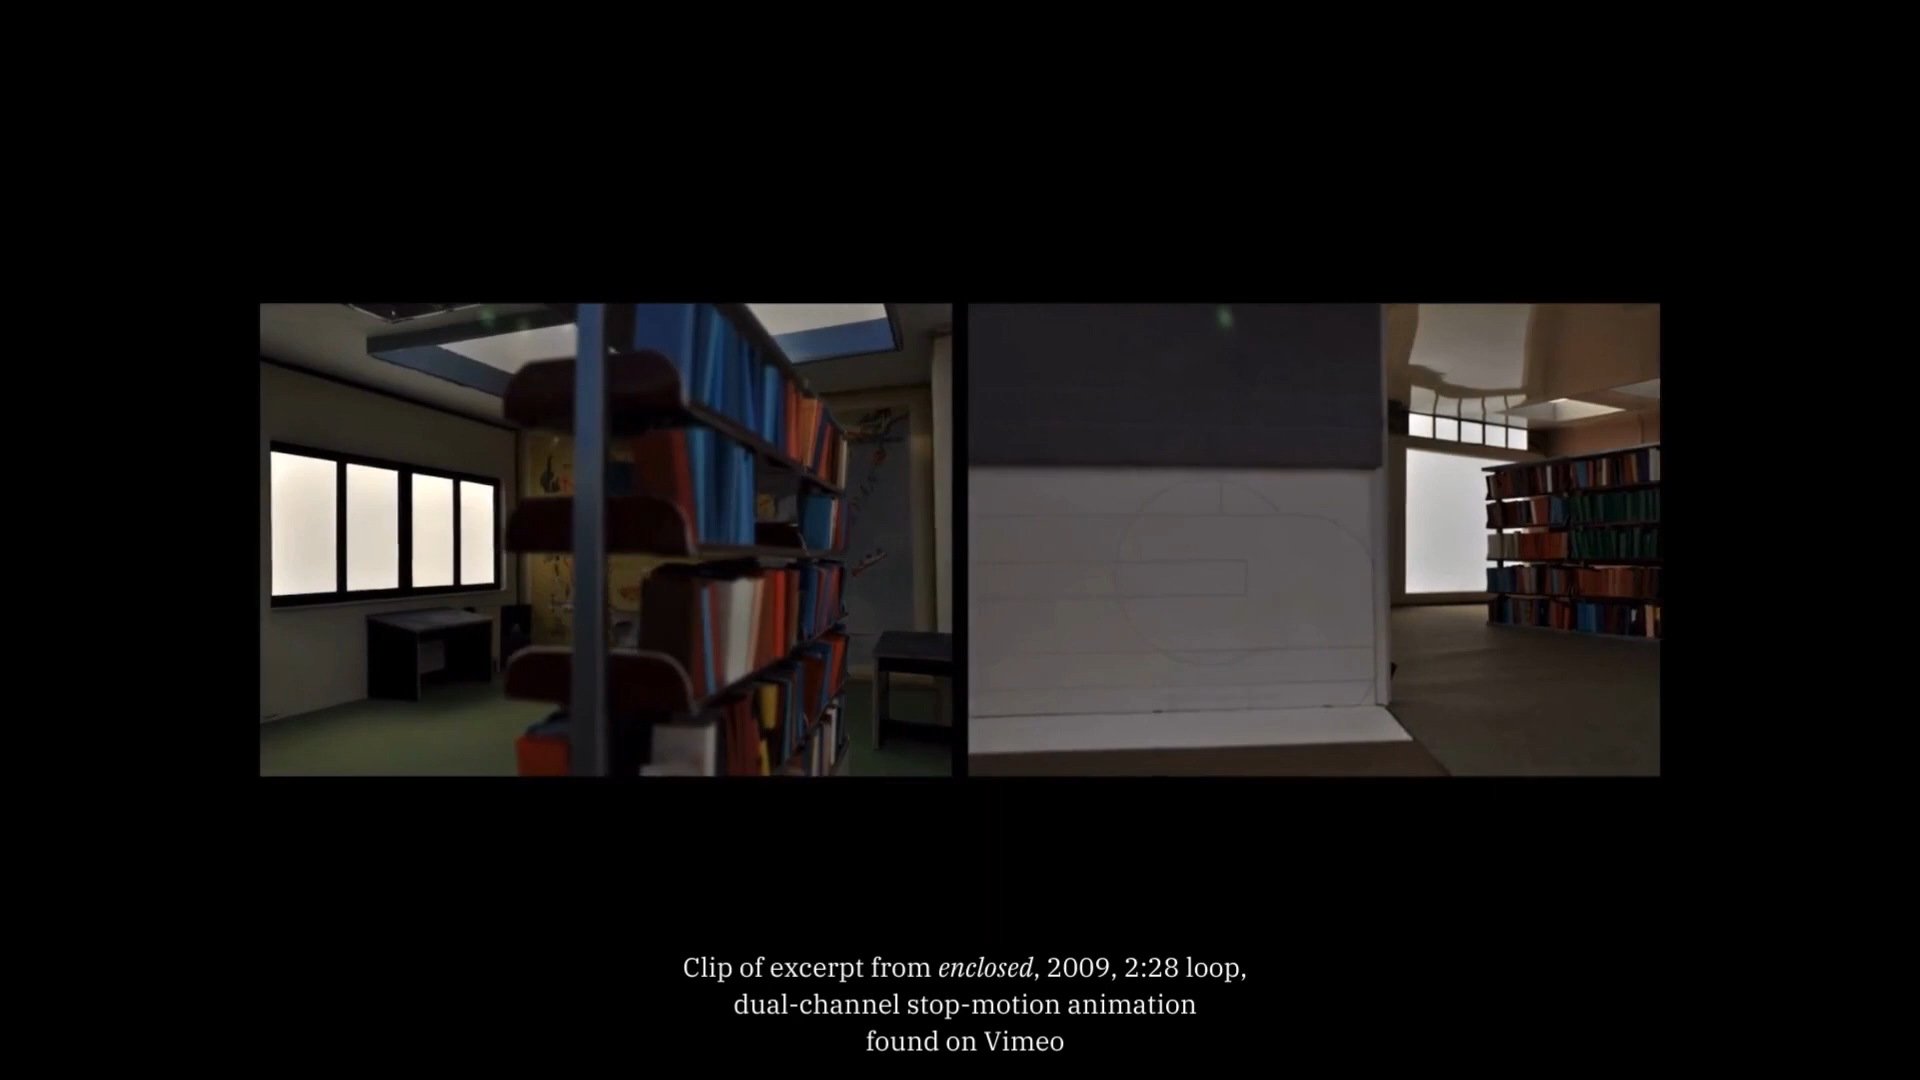 Clip of excerpt from enclosed, 2009, 2:28 loop,
dual-channel stop-motion animation
found on Vimeo